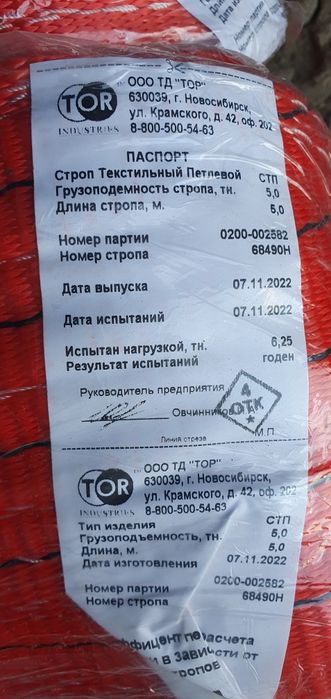 TOR
INDUSTRIES
ООО ТД "ТОР"
630039, г. Новосибирск,
ул. Крамского, д. 42, оф. 202
8-800-500-54-63
ПАСПОРТ
Строп Текстильный Петлевой СТП
Грузоподемность стропа, тн. 5,0
Длина стропа, м. 5,0
Номер партии 0200-002582
Номер стропа 68490Н
Дата выпуска 07.11.2022
Дата испытаний 07.11.2022
Испытан нагрузкой, тн. 6,25
Результат испытаний годен
Руководитель предприятия
Овчинников
4
ОТК
М.П.
Линия отреза
TOR
INDUSTRIES
ООО ТД "ТОР"
630039, г. Новосибирск,
ул. Крамского, д. 42, оф. 202
8-800-500-54-63
Тип изделия СТП
Грузоподъемность, тн. 5,0
Длина, м. 5,0
Дата изготовления 07.11.2022
Номер партии 0200-002582
Номер стропа 68490Н
в зависти от